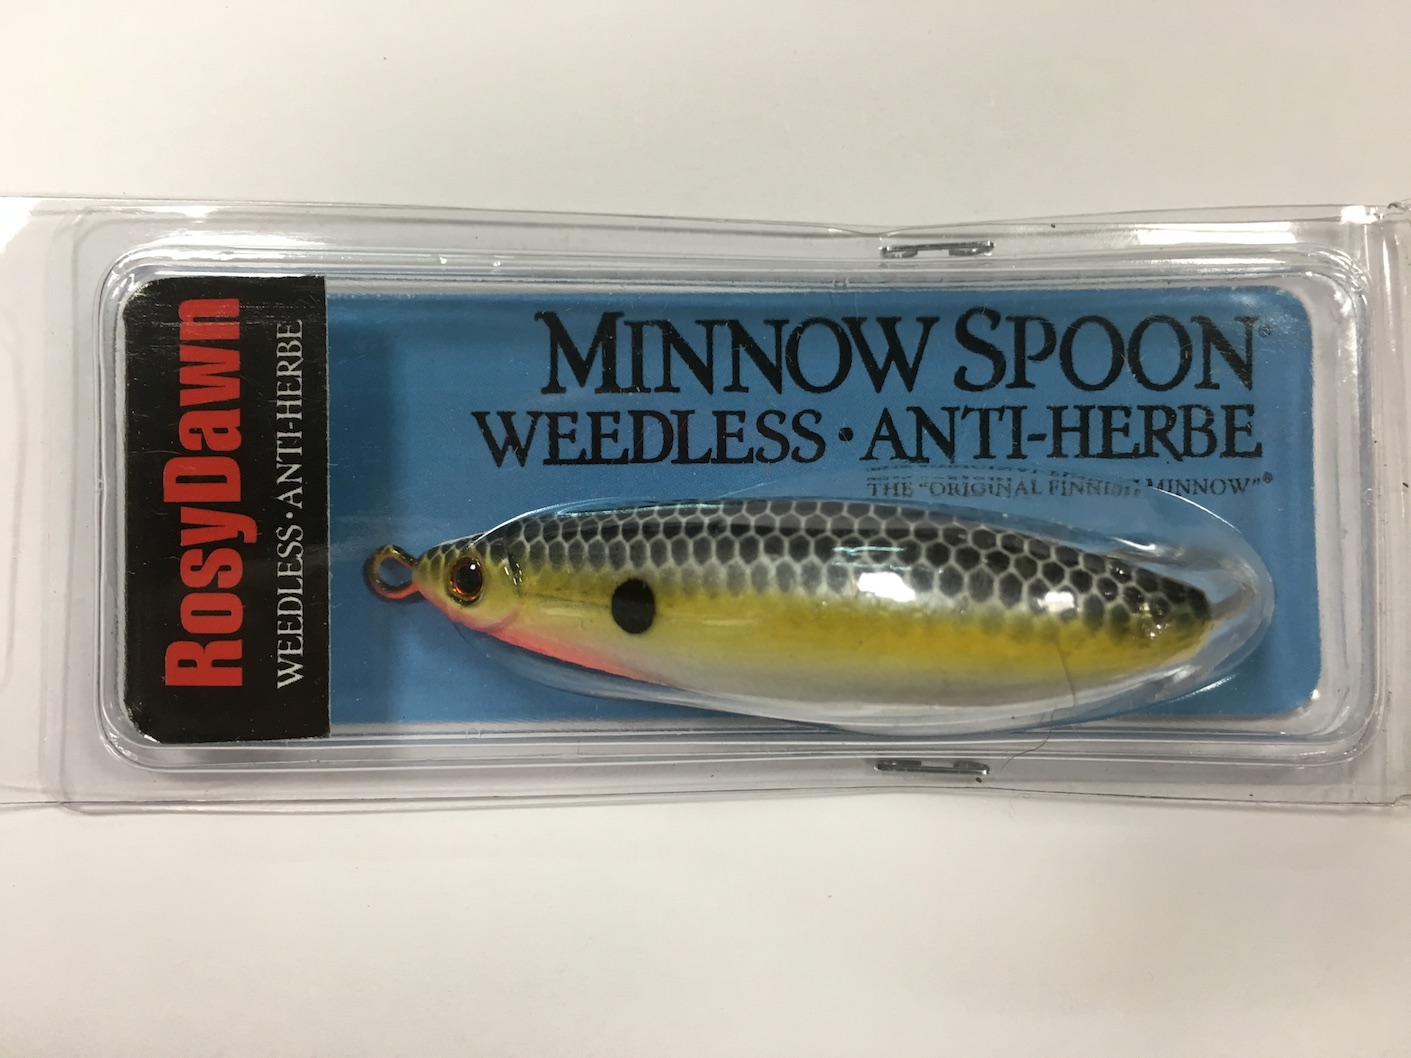 RosyDawn
WEEDLESS · ANTI-HERBE
MINNOW SPOON®
WEEDLESS · ANTI-HERBE
THE "ORIGINAL FINNISH MINNOW"®